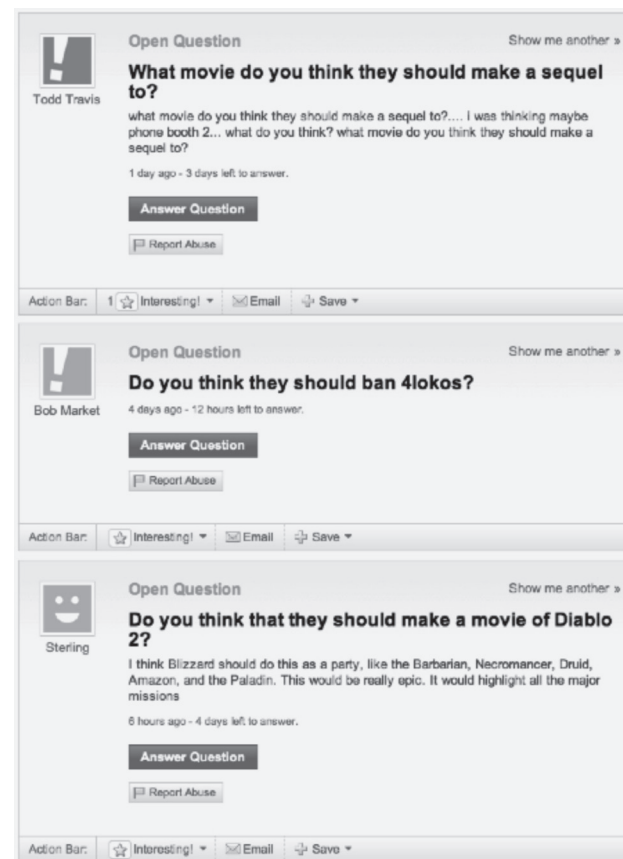 Open Question
Show me another »
What movie do you think they should make a sequel
to?
Todd Travis
what movie do you think they should make a sequel to?.... i was thinking maybe
phone booth 2... what do you think? what movie do you think they should make a
sequel to?
1 day ago - 3 days left to answer.
Answer Question
Report Abuse
Action Bar: 1 Interesting! Email Save
Open Question
Show me another »
Do you think they should ban 4lokos?
Bob Market
4 days ago - 12 hours left to answer.
Answer Question
Report Abuse
Action Bar: Interesting! Email Save
Open Question
Show me another »
Do you think that they should make a movie of Diablo
2?
Sterling
I think Blizzard should do this as a party, like the Barbarian, Necromancer, Druid,
Amazon, and the Paladin. This would be really epic. It would highlight all the major
missions
6 hours ago - 4 days left to answer.
Answer Question
Report Abuse
Action Bar: Interesting! Email Save